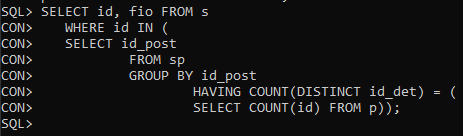 SQL> SELECT id, fio FROM s
CON>    WHERE id IN (
CON>    SELECT id_post
CON>            FROM sp
CON>            GROUP BY id_post
CON>                    HAVING COUNT(DISTINCT id_det) = (
CON>                    SELECT COUNT(id) FROM p));
SQL>